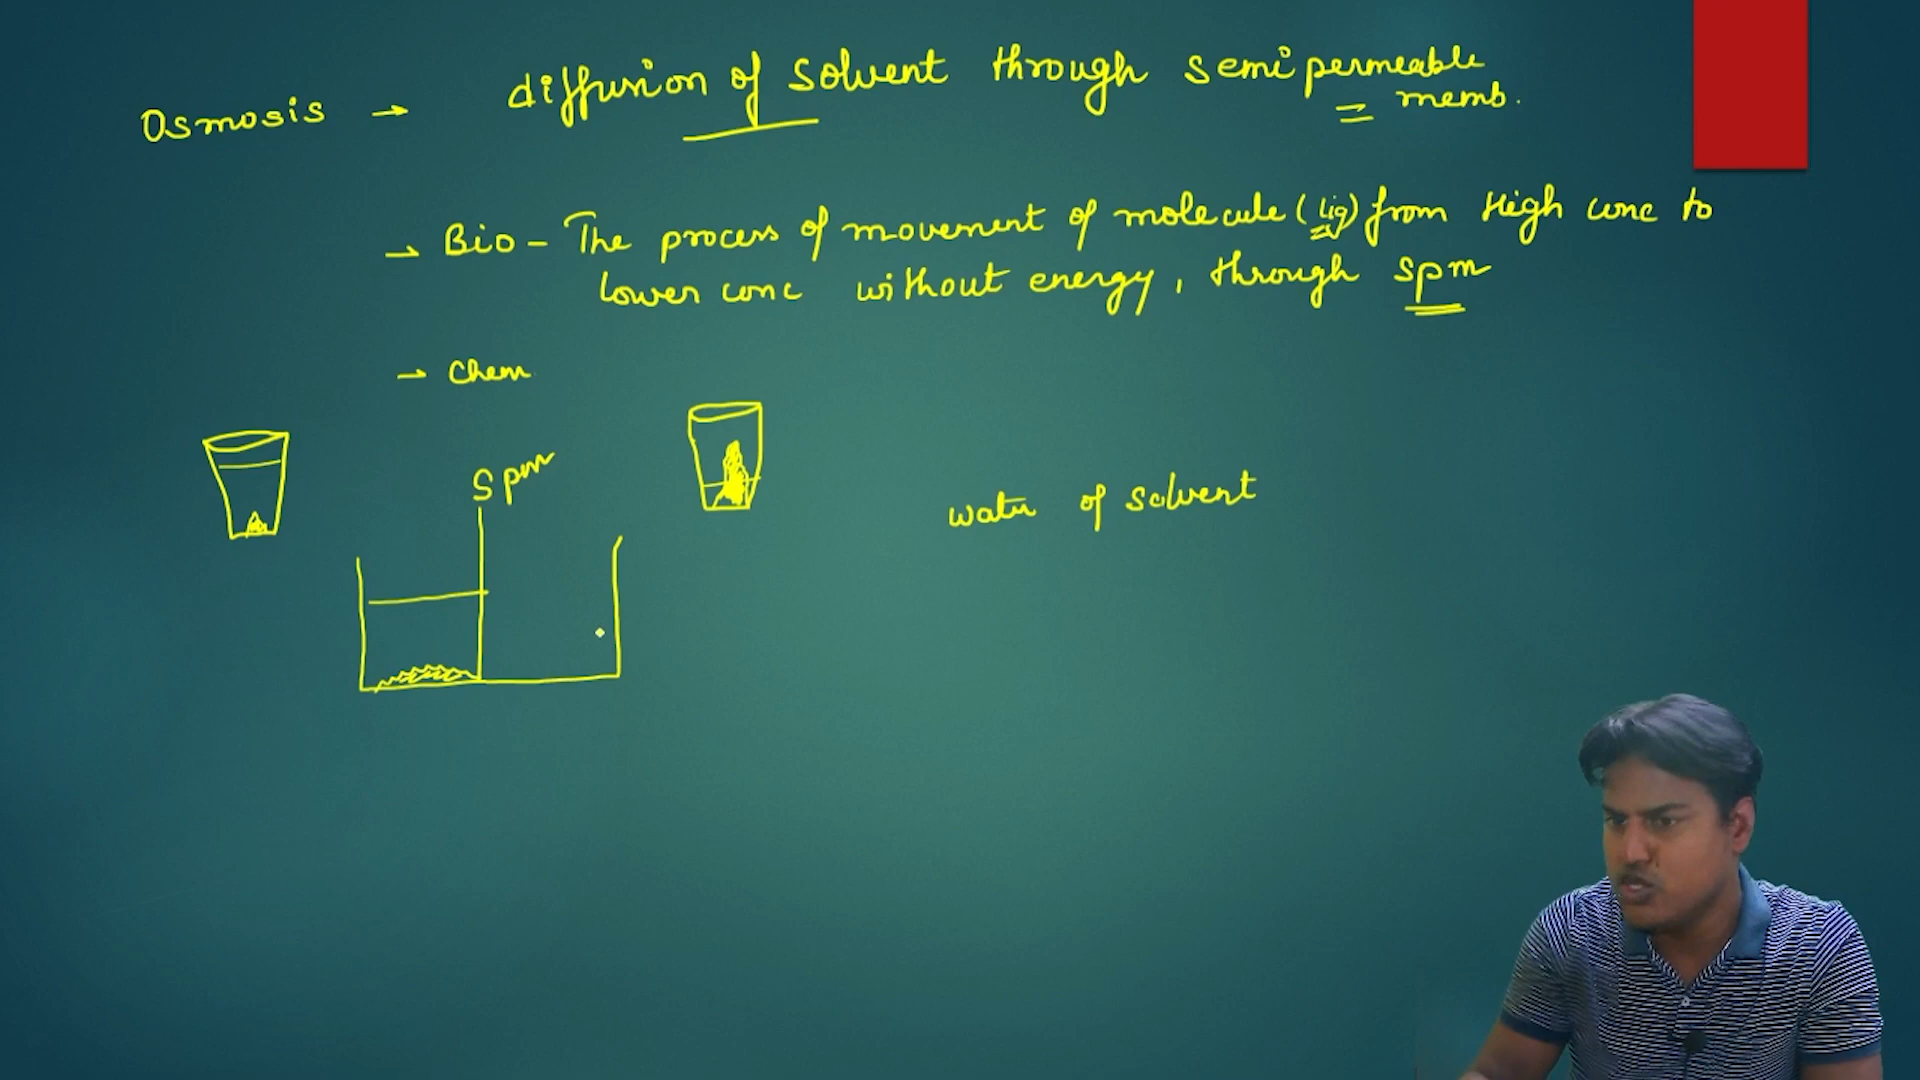 Osmosis → diffusion of solvent through semipermeable
memb.
→ Bio - The process of movement of molecule (liq) from High conc to
lower conc without energy, through spm
→ Chem
Spm
water of solvent